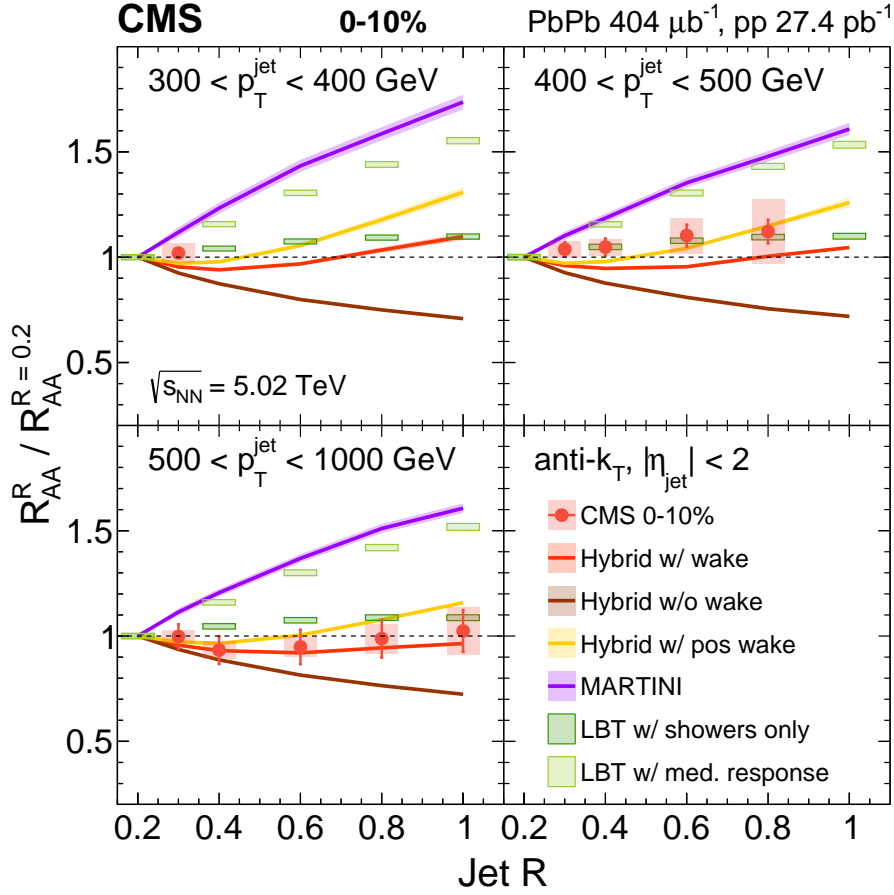 CMS 0-10% PbPb 404 μb⁻¹, pp 27.4 pb⁻¹
300 < p_T^jet < 400 GeV
400 < p_T^jet < 500 GeV
1.5
1
0.5
√s_NN = 5.02 TeV
R_AA^R / R_AA^{R = 0.2}
500 < p_T^jet < 1000 GeV
1.5
1
0.5
anti-k_T, |η_jet| < 2
CMS 0-10%
Hybrid w/ wake
Hybrid w/o wake
Hybrid w/ pos wake
MARTINI
LBT w/ showers only
LBT w/ med. response
0.2 0.4 0.6 0.8 1
0.2 0.4 0.6 0.8 1
Jet R